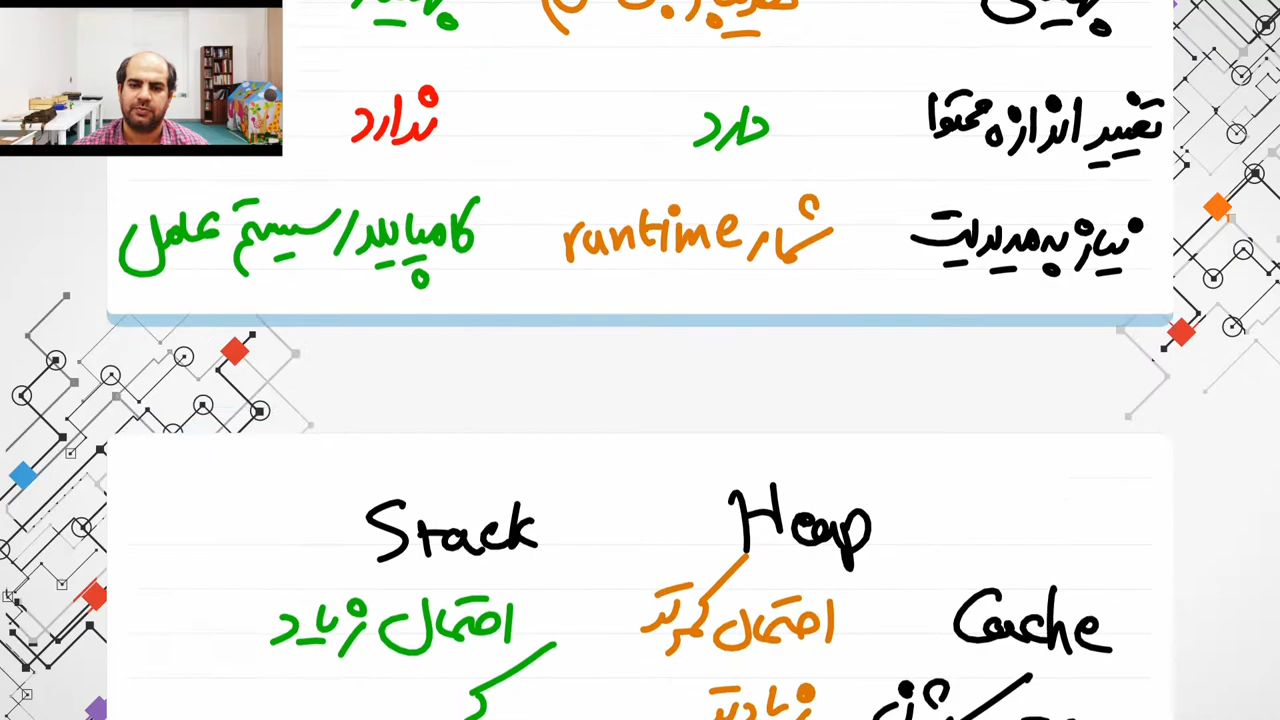 تغییر اندازه محتوا دارد ندارد
نیاز به مدیریت شما، runtime کامپایلر/سیستم عامل
Heap Stack
Cache احتمال کمتر احتمال زیاد
زیادتر